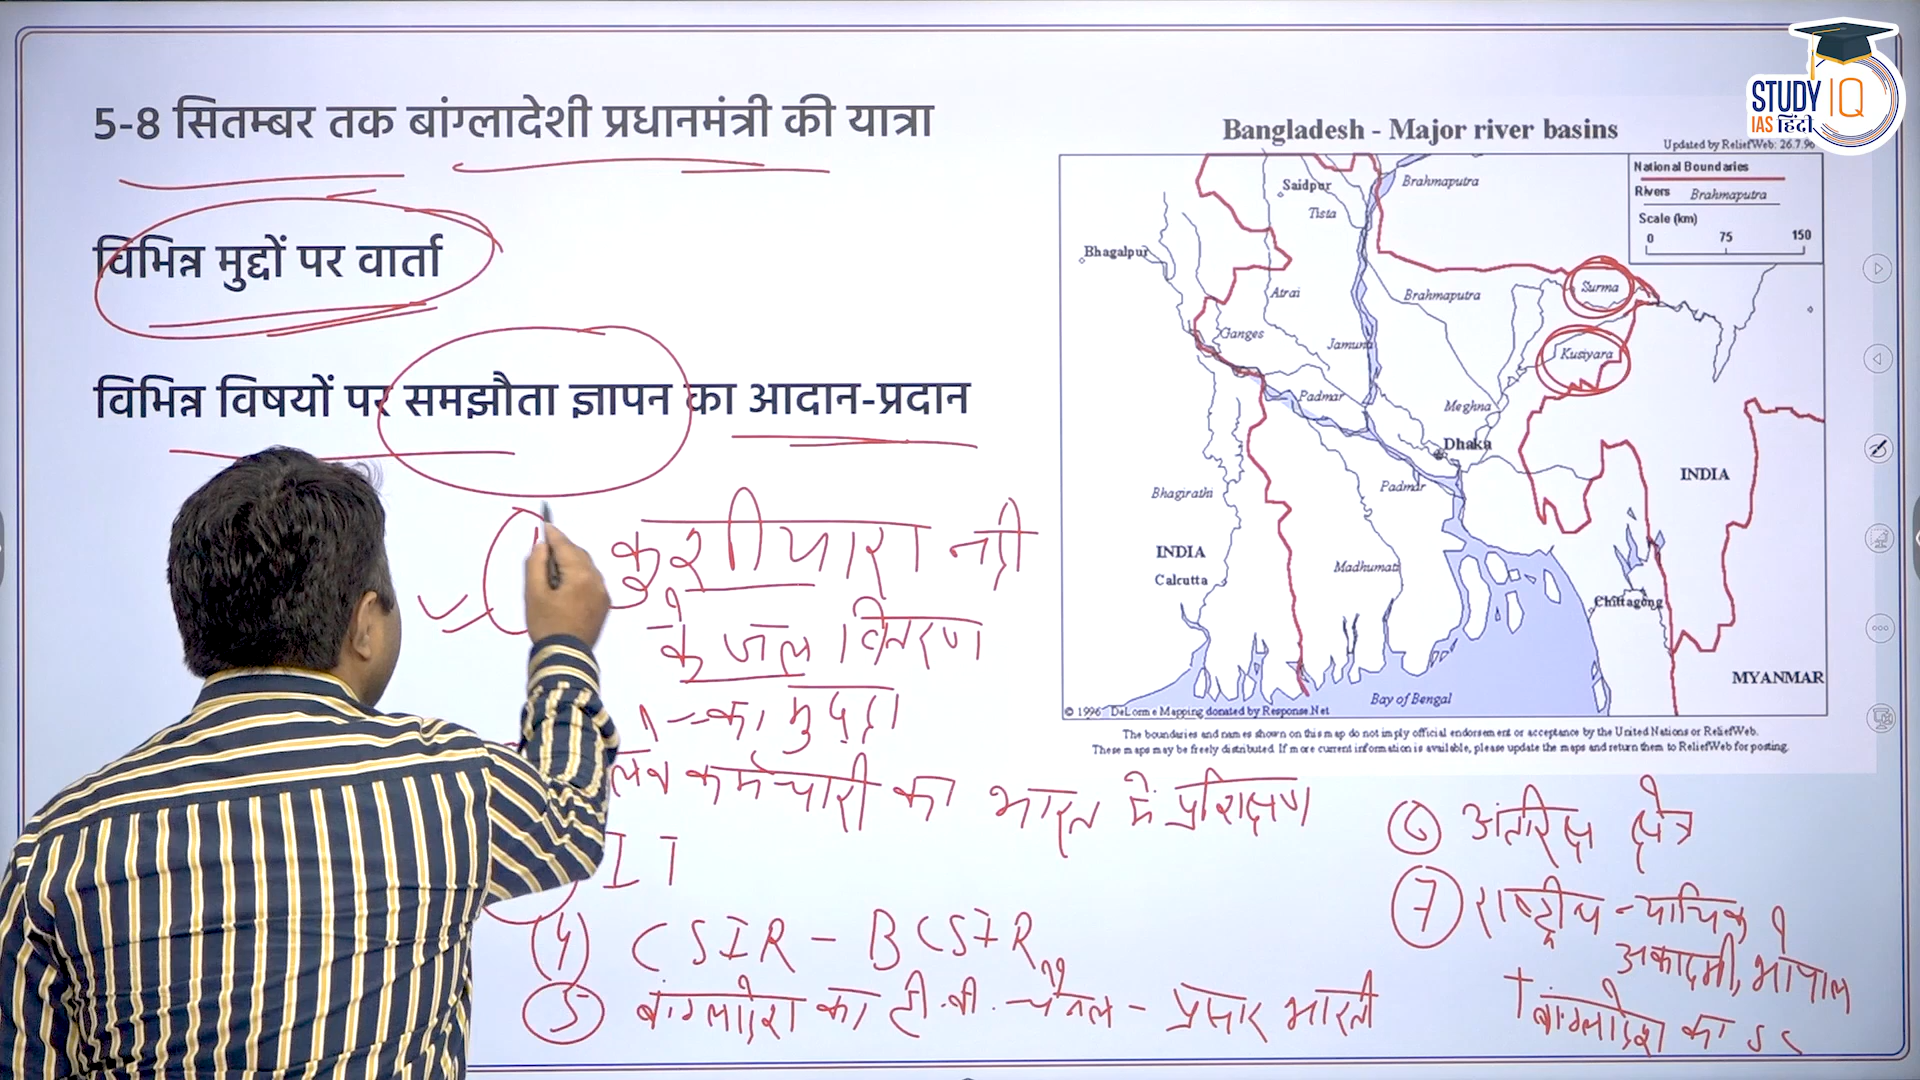 5-8 सितम्बर तक बांग्लादेशी प्रधानमंत्री की यात्रा
विभिन्न मुद्दों पर वार्ता
विभिन्न विषयों पर समझौता ज्ञापन का आदान-प्रदान
कुशीयारा नदी
के जल वितरण
का मुद्दा
कर्मचारी का भारत में प्रशिक्षण
IT
4 CSIR - BCSIR
5 बांग्लादेश का टी.वी. चैनल - प्रसार भारती
6 अंतरिक्ष क्षेत्र
7 राष्ट्रीय - यायिक
अकादमी, भोपाल
+ बांग्लादेश का SC
STUDY IQ
IAS हिंदी
Bangladesh - Major river basins
Updated by ReliefWeb: 26.7.96
National Boundaries
Rivers Brahmaputra
Scale (km)
0 75 150
Saidpur
Brahmaputra
Tista
Bhagalpur
Surma
Atrai
Brahmaputra
Ganges
Jamuna
Kusiyara
Padmar
Meghna
Dhaka
INDIA
Padmar
Bhagirathi
INDIA
Calcutta
Madhumati
Chittagong
MYANMAR
Bay of Bengal
© 1996 DeLorme Mapping donated by Response.Net
The boundaries and names shown on this map do not imply official endorsement or acceptance by the United Nations or ReliefWeb.
These maps may be freely distributed. If more current information is available, please update the maps and return them to ReliefWeb for posting.